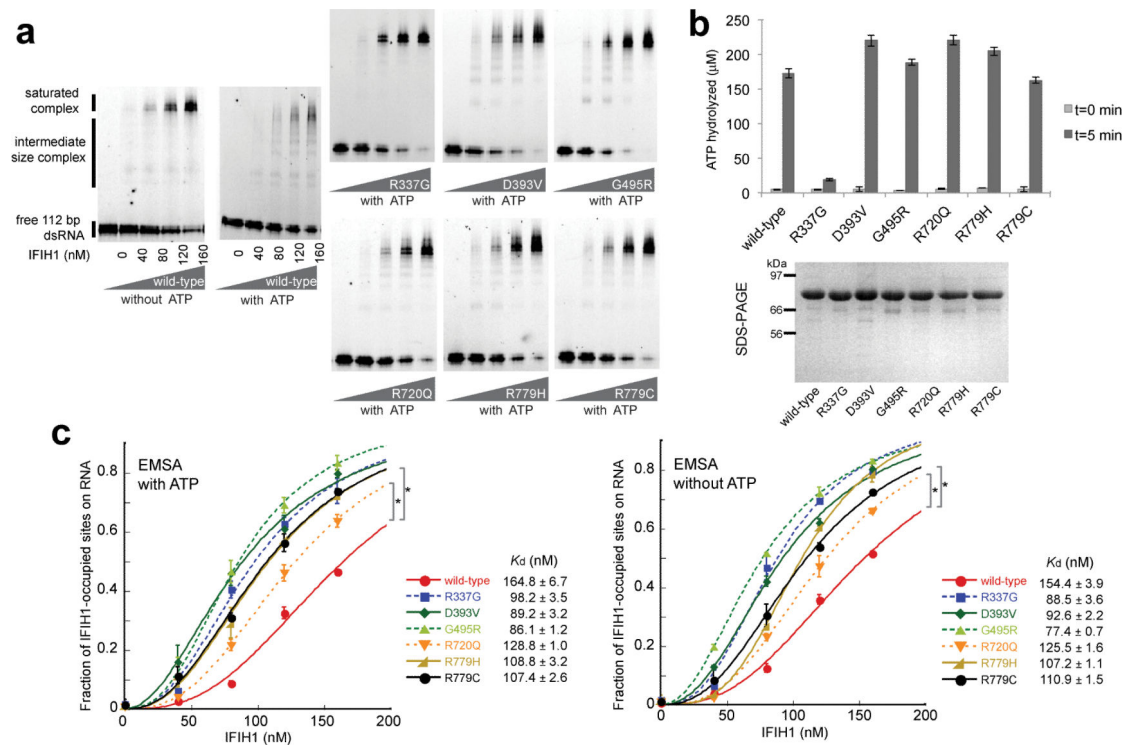 a
saturated
complex
intermediate
size complex
free 112 bp
dsRNA
IFIH1 (nM)
0 40 80 120 160
wild-type
without ATP
0 40 80 120 160
wild-type
with ATP
R337G
with ATP
D393V
with ATP
G495R
with ATP
R720Q
with ATP
R779H
with ATP
R779C
with ATP
b
ATP hydrolyzed (µM)
250
200
150
100
50
0
t=0 min
t=5 min
wild-type R337G D393V G495R R720Q R779H R779C
kDa
97
66
56
SDS-PAGE
wild-type R337G D393V G495R R720Q R779H R779C
c
EMSA
with ATP
Fraction of IFIH1-occupied sites on RNA
0.8
0.6
0.4
0.2
0
0 50 100 150 200
IFIH1 (nM)
*
*
Kd (nM)
wild-type 164.8 ± 6.7
R337G 98.2 ± 3.5
D393V 89.2 ± 3.2
G495R 86.1 ± 1.2
R720Q 128.8 ± 1.0
R779H 108.8 ± 3.2
R779C 107.4 ± 2.6
EMSA
without ATP
Fraction of IFIH1-occupied sites on RNA
0.8
0.6
0.4
0.2
0
0 50 100 150 200
IFIH1 (nM)
*
*
Kd (nM)
wild-type 154.4 ± 3.9
R337G 88.5 ± 3.6
D393V 92.6 ± 2.2
G495R 77.4 ± 0.7
R720Q 125.5 ± 1.6
R779H 107.2 ± 1.1
R779C 110.9 ± 1.5